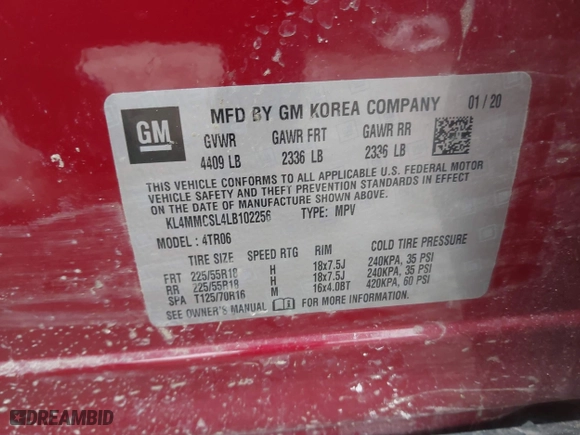 GM
MFD BY GM KOREA COMPANY 01 / 20
GVWR GAWR FRT GAWR RR
4409 LB 2336 LB 2336 LB
THIS VEHICLE CONFORMS TO ALL APPLICABLE U.S. FEDERAL MOTOR
VEHICLE SAFETY AND THEFT PREVENTION STANDARDS IN EFFECT ON THE
DATE OF MANUFACTURE SHOWN ABOVE.
KL4MMCSL4LB102256 TYPE: MPV
MODEL: 4TR06
TIRE SIZE SPEED RTG RIM COLD TIRE PRESSURE
FRT 225/55R18 H 18x7.5J 240KPA, 35 PSI
RR 225/55R18 H 18x7.5J 240KPA, 35 PSI
SPA T125/70R16 M 16x4.0BT 420KPA, 60 PSI
SEE OWNER'S MANUAL FOR MORE INFORMATION.
DREAMBID